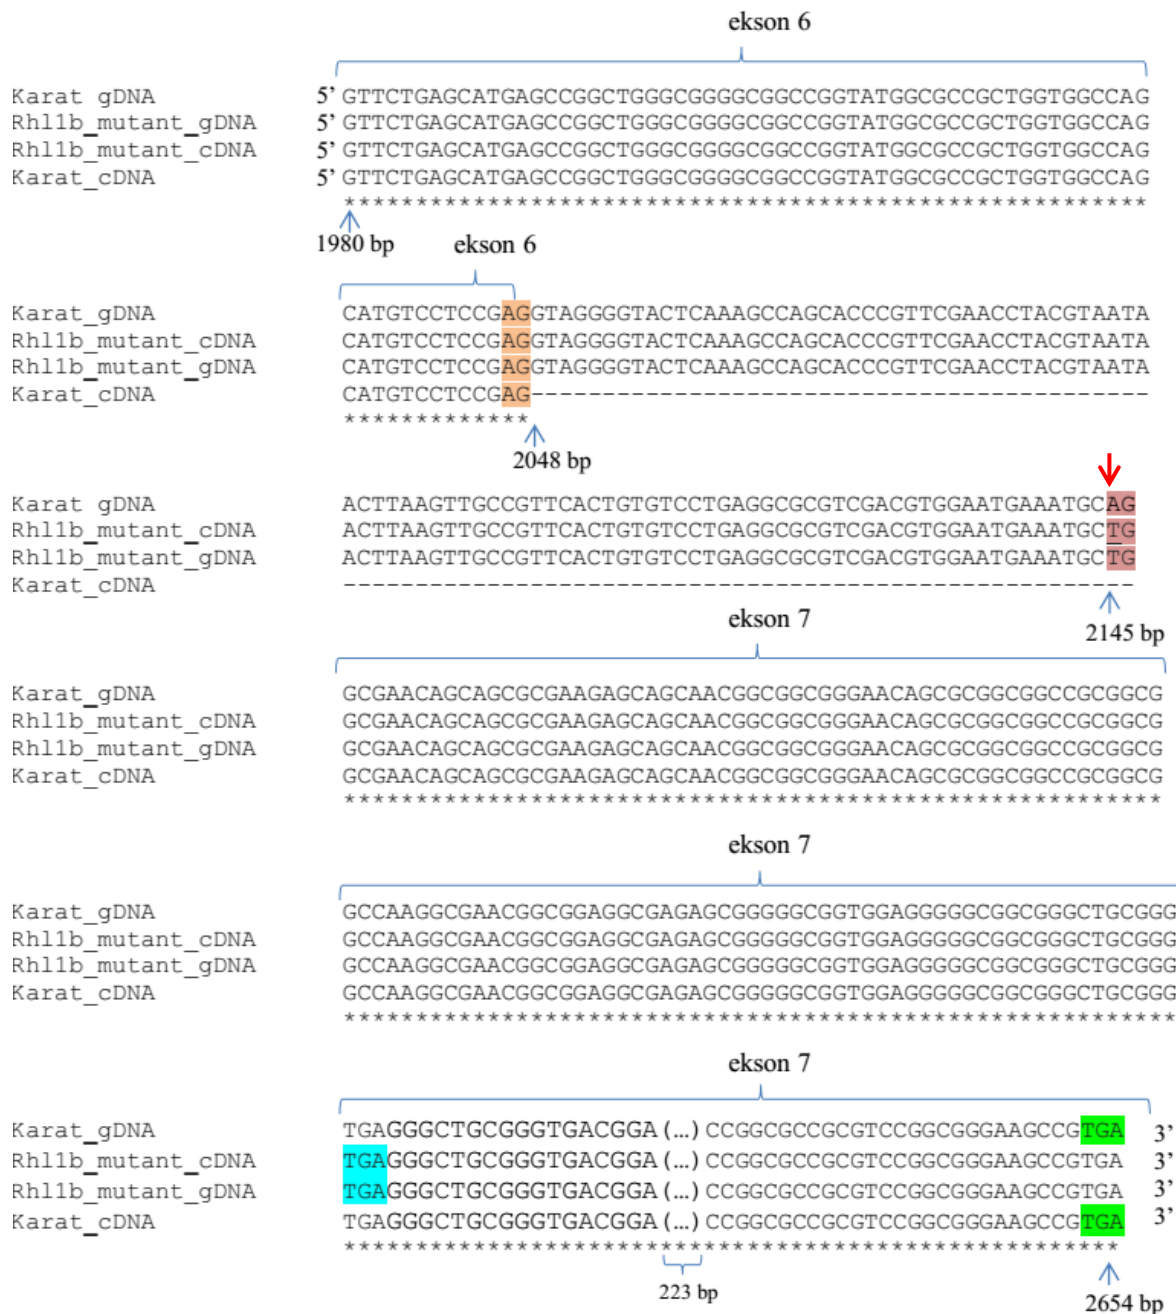 ekson 6
Karat_gDNA 5' GTTCTGAGCATGAGCCGGCTGGGCGGGGCGGCCGGTATGGCGCCGCTGGTGGCCAG
Rhl1b_mutant_gDNA 5' GTTCTGAGCATGAGCCGGCTGGGCGGGGCGGCCGGTATGGCGCCGCTGGTGGCCAG
Rhl1b_mutant_cDNA 5' GTTCTGAGCATGAGCCGGCTGGGCGGGGCGGCCGGTATGGCGCCGCTGGTGGCCAG
Karat_cDNA 5' GTTCTGAGCATGAGCCGGCTGGGCGGGGCGGCCGGTATGGCGCCGCTGGTGGCCAG
********************************************************
1980 bp
ekson 6
Karat_gDNA CATGTCCTCCGAGGTAGGGGTACTCAAAGCCAGCACCCGTTCGAACCTACGTAATA
Rhl1b_mutant_cDNA CATGTCCTCCGAGGTAGGGGTACTCAAAGCCAGCACCCGTTCGAACCTACGTAATA
Rhl1b_mutant_gDNA CATGTCCTCCGAGGTAGGGGTACTCAAAGCCAGCACCCGTTCGAACCTACGTAATA
Karat_cDNA CATGTCCTCCGAG-------------------------------------------
*************
2048 bp
Karat_gDNA ACTTAAGTTGCCGTTCACTGTGTCCTGAGGCGCGTCGACGTGGAATGAAATGCAG
Rhl1b_mutant_cDNA ACTTAAGTTGCCGTTCACTGTGTCCTGAGGCGCGTCGACGTGGAATGAAATGCTG
Rhl1b_mutant_gDNA ACTTAAGTTGCCGTTCACTGTGTCCTGAGGCGCGTCGACGTGGAATGAAATGCTG
Karat_cDNA -------------------------------------------------------
2145 bp
ekson 7
Karat_gDNA GCGAACAGCAGCGCGAAGAGCAGCAACGGCGGCGGGAACAGCGCGGCGGCCGCGGCG
Rhl1b_mutant_cDNA GCGAACAGCAGCGCGAAGAGCAGCAACGGCGGCGGGAACAGCGCGGCGGCCGCGGCG
Rhl1b_mutant_gDNA GCGAACAGCAGCGCGAAGAGCAGCAACGGCGGCGGGAACAGCGCGGCGGCCGCGGCG
Karat_cDNA GCGAACAGCAGCGCGAAGAGCAGCAACGGCGGCGGGAACAGCGCGGCGGCCGCGGCG
*********************************************************
ekson 7
Karat_gDNA GCCAAGGCGAACGGCGGAGGCGAGAGCGGGGGCGGTGGAGGGGGCGGCGGGCTGCGGG
Rhl1b_mutant_cDNA GCCAAGGCGAACGGCGGAGGCGAGAGCGGGGGCGGTGGAGGGGGCGGCGGGCTGCGGG
Rhl1b_mutant_gDNA GCCAAGGCGAACGGCGGAGGCGAGAGCGGGGGCGGTGGAGGGGGCGGCGGGCTGCGGG
Karat_cDNA GCCAAGGCGAACGGCGGAGGCGAGAGCGGGGGCGGTGGAGGGGGCGGCGGGCTGCGGG
**********************************************************
ekson 7
Karat_gDNA TGAGGGCTGCGGGTGACGGA(...)CCGGCGCCGCGTCCGGCGGGAAGCCGTGA 3'
Rhl1b_mutant_cDNA TGAGGGCTGCGGGTGACGGA(...)CCGGCGCCGCGTCCGGCGGGAAGCCGTGA 3'
Rhl1b_mutant_gDNA TGAGGGCTGCGGGTGACGGA(...)CCGGCGCCGCGTCCGGCGGGAAGCCGTGA 3'
Karat_cDNA TGAGGGCTGCGGGTGACGGA(...)CCGGCGCCGCGTCCGGCGGGAAGCCGTGA 3'
******************************************************
223 bp
2654 bp